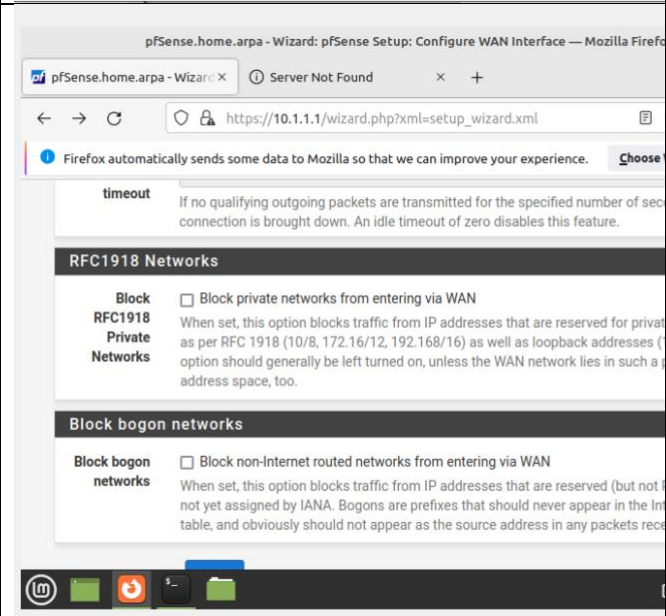 pfSense.home.arpa - Wizard: pfSense Setup: Configure WAN Interface — Mozilla Firefo
pfSense.home.arpa - Wizard
Server Not Found
https://10.1.1.1/wizard.php?xml=setup_wizard.xml
Firefox automatically sends some data to Mozilla so that we can improve your experience. Choose
timeout
If no qualifying outgoing packets are transmitted for the specified number of sec
connection is brought down. An idle timeout of zero disables this feature.
RFC1918 Networks
Block RFC1918 Private Networks
Block private networks from entering via WAN
When set, this option blocks traffic from IP addresses that are reserved for privat
as per RFC 1918 (10/8, 172.16/12, 192.168/16) as well as loopback addresses (
option should generally be left turned on, unless the WAN network lies in such a
address space, too.
Block bogon networks
Block bogon networks
Block non-Internet routed networks from entering via WAN
When set, this option blocks traffic from IP addresses that are reserved (but not
not yet assigned by IANA. Bogons are prefixes that should never appear in the Int
table, and obviously should not appear as the source address in any packets rece